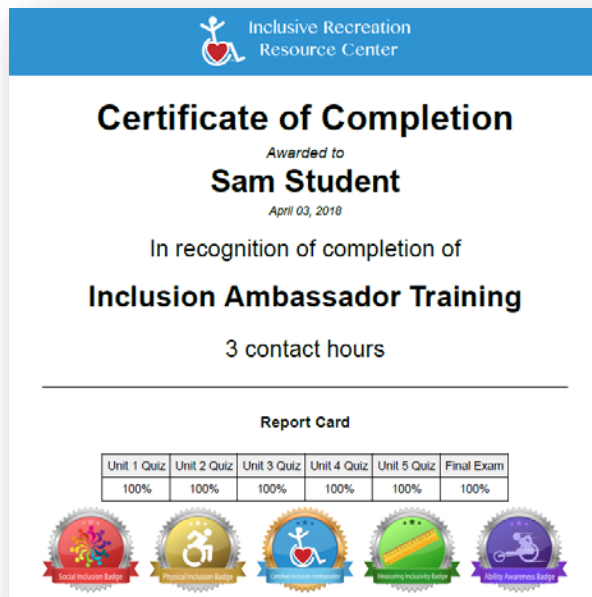 Inclusive Recreation
Resource Center
Certificate of Completion
Awarded to
Sam Student
April 03, 2018
In recognition of completion of
Inclusion Ambassador Training
3 contact hours
Report Card
Unit 1 Quiz Unit 2 Quiz Unit 3 Quiz Unit 4 Quiz Unit 5 Quiz Final Exam
100% 100% 100% 100% 100% 100%
Social Inclusion Badge Physical Inclusion Badge Certified Inclusion Ambassador Measuring Inclusivity Badge Ability Awareness Badge